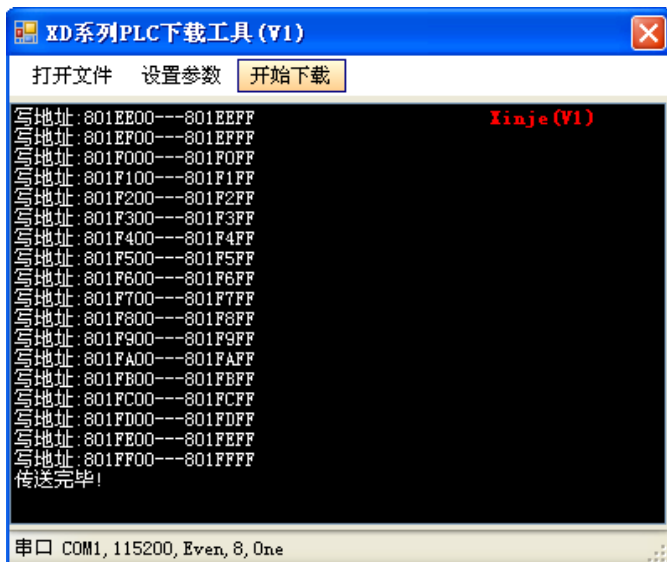 XD系列PLC下载工具(V1)
打开文件 设置参数 开始下载
写地址:801EE00---801EEFF Xinje(V1)
写地址:801EF00---801EFFF
写地址:801F000---801F0FF
写地址:801F100---801F1FF
写地址:801F200---801F2FF
写地址:801F300---801F3FF
写地址:801F400---801F4FF
写地址:801F500---801F5FF
写地址:801F600---801F6FF
写地址:801F700---801F7FF
写地址:801F800---801F8FF
写地址:801F900---801F9FF
写地址:801FA00---801FAFF
写地址:801FB00---801FBFF
写地址:801FC00---801FCFF
写地址:801FD00---801FDFF
写地址:801FE00---801FEFF
写地址:801FF00---801FFFF
传送完毕!
串口 COM1,115200,Even,8,One